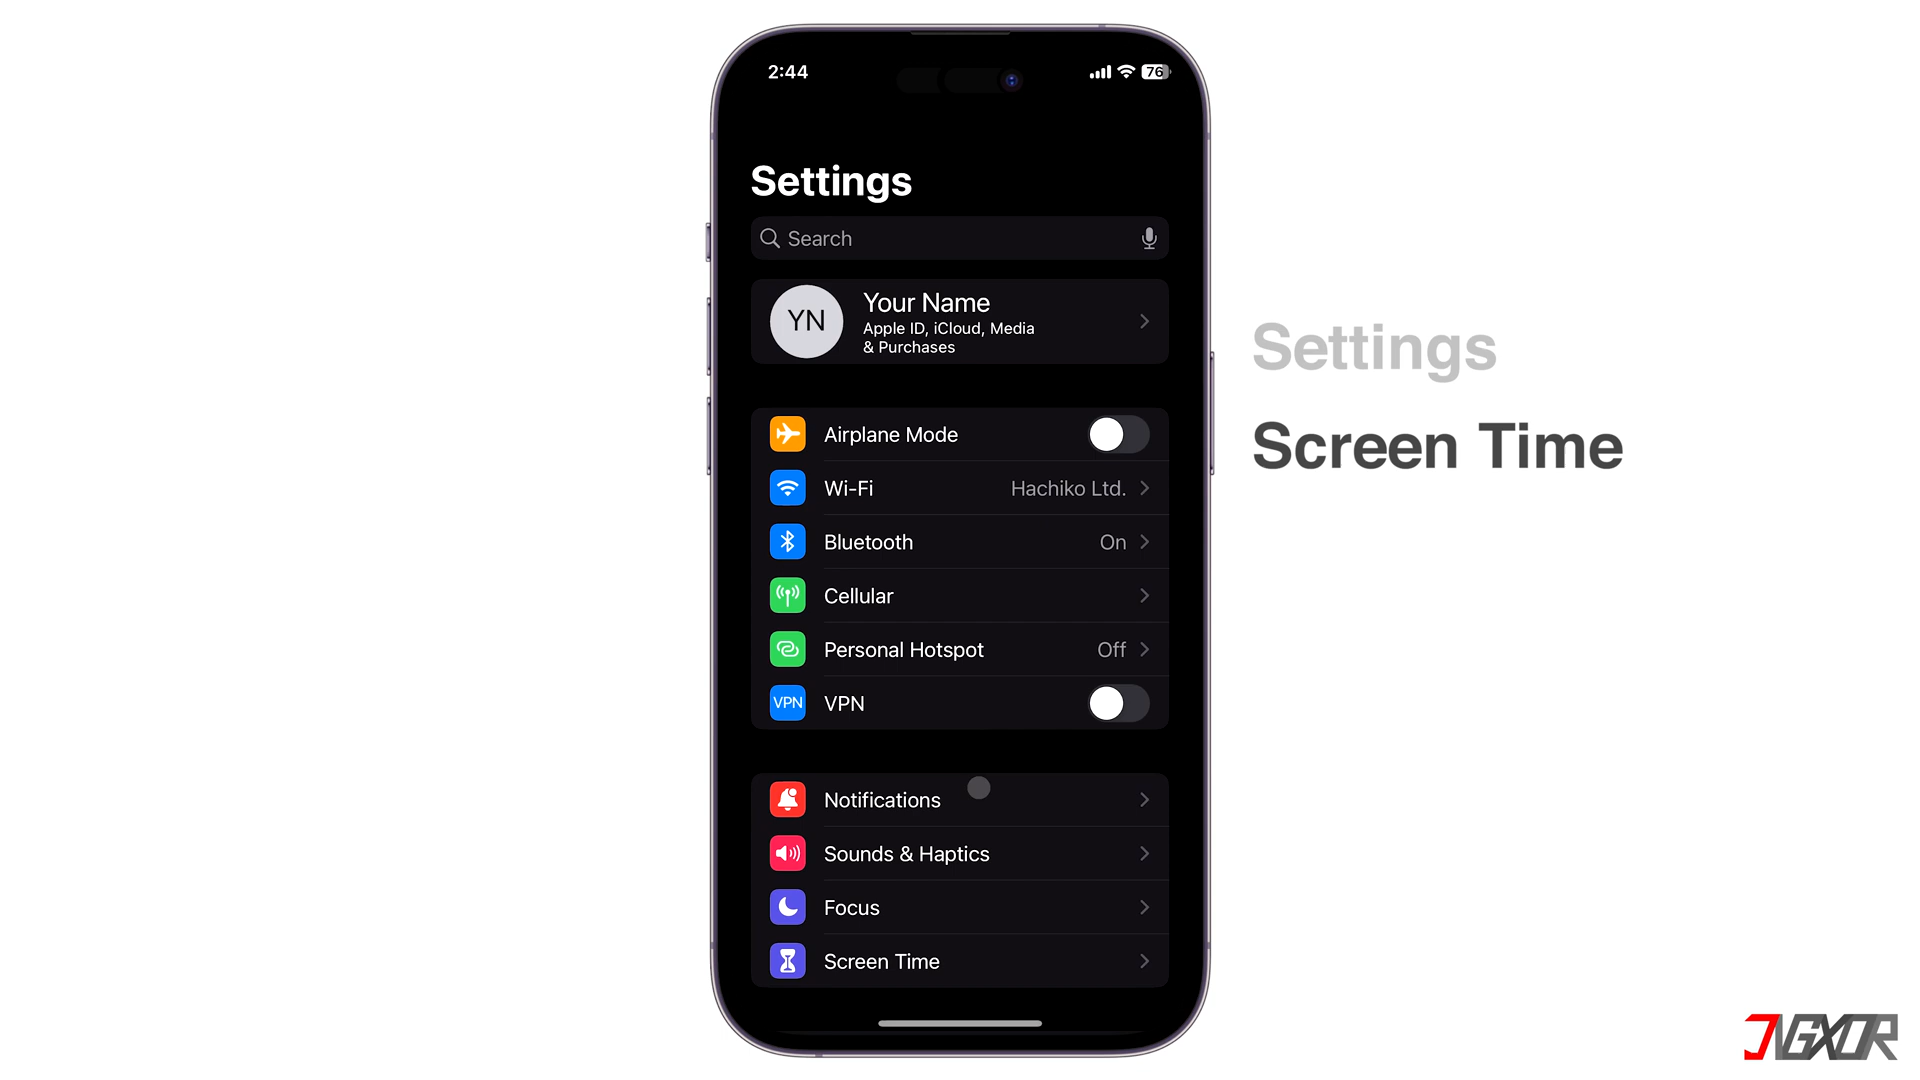 2:44
76
Settings
Search
YN
Your Name
Apple ID, iCloud, Media
& Purchases
Airplane Mode
Wi-Fi Hachiko Ltd.
Bluetooth On
Cellular
Personal Hotspot Off
VPN VPN
Notifications
Sounds & Haptics
Focus
Screen Time
Settings
Screen Time
JVGXOR